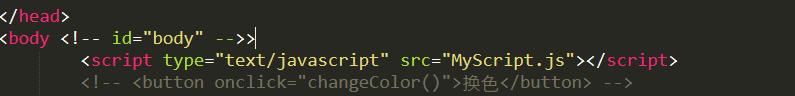 </head>
<body <!-- id="body" -->>
<script type="text/javascript" src="MyScript.js"></script>
<!-- <button onclick="changeColor()">换色</button> -->